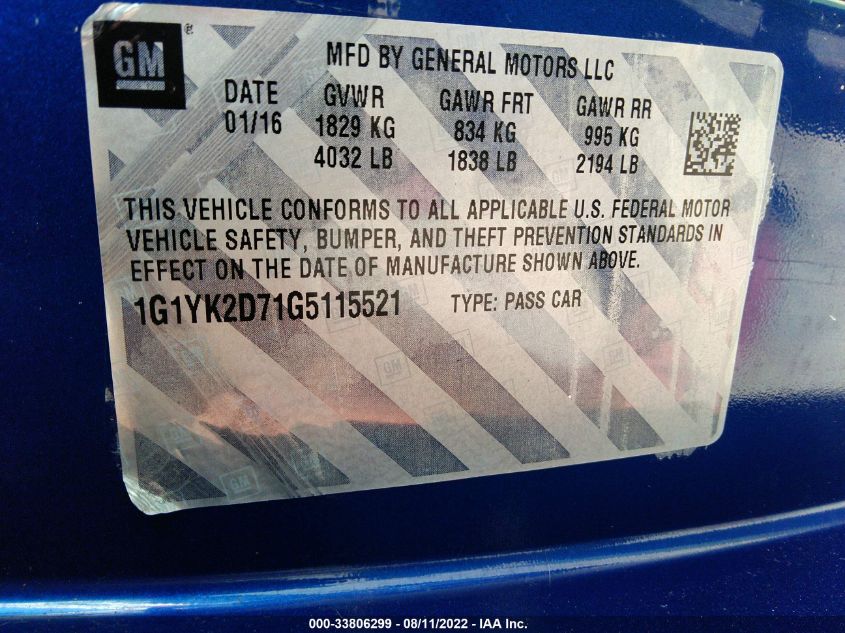 GM ®
MFD BY GENERAL MOTORS LLC
DATE GVWR GAWR FRT GAWR RR
01/16 1829 KG 834 KG 995 KG
4032 LB 1838 LB 2194 LB
THIS VEHICLE CONFORMS TO ALL APPLICABLE U.S. FEDERAL MOTOR
VEHICLE SAFETY, BUMPER, AND THEFT PREVENTION STANDARDS IN
EFFECT ON THE DATE OF MANUFACTURE SHOWN ABOVE.
1G1YK2D71G5115521 TYPE: PASS CAR
000-33806299 - 08/11/2022 - IAA Inc.